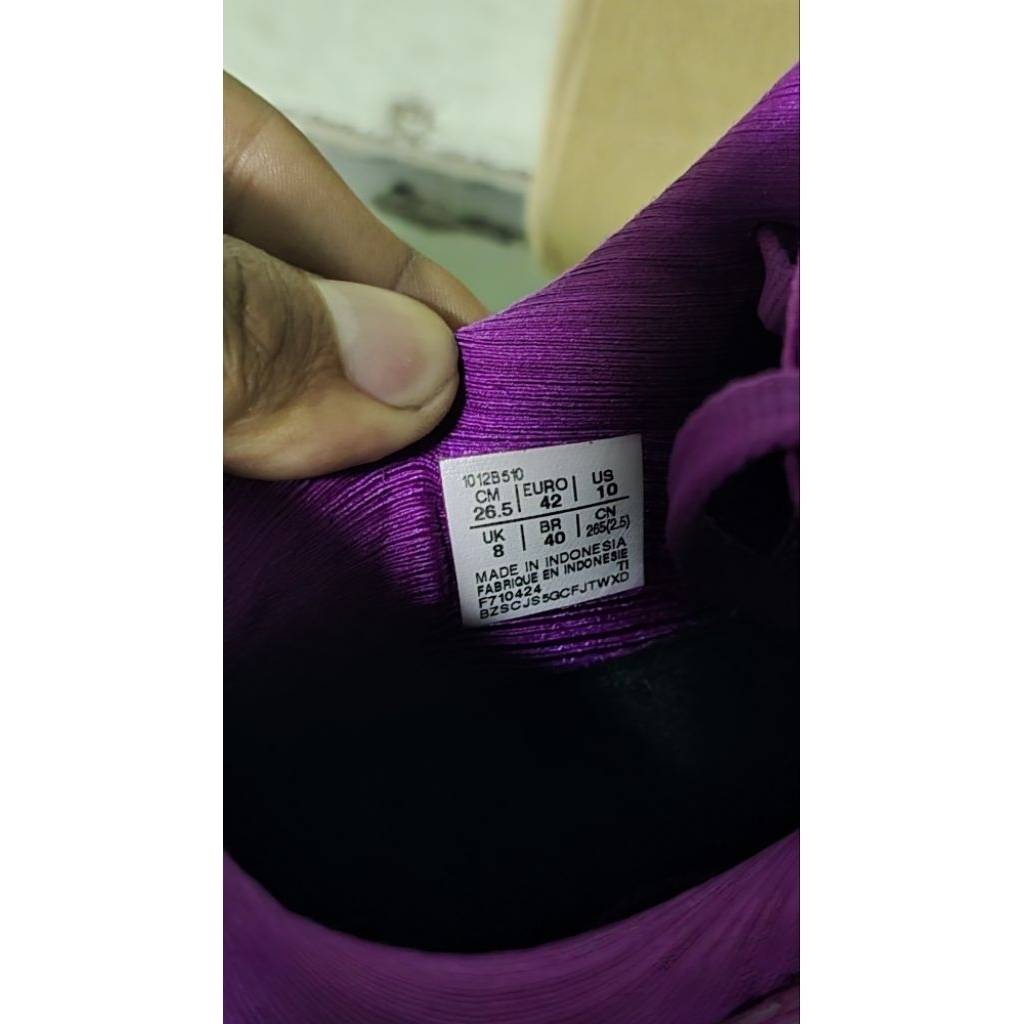 1012B510
CM | EURO | US
26.5 | 42 | 10
UK | BR | CN
8 | 40 | 265(2.5)
MADE IN INDONESIA
FABRIQUE EN INDONESIE
F710424 TI
BZSCJS5GCFJTWXD